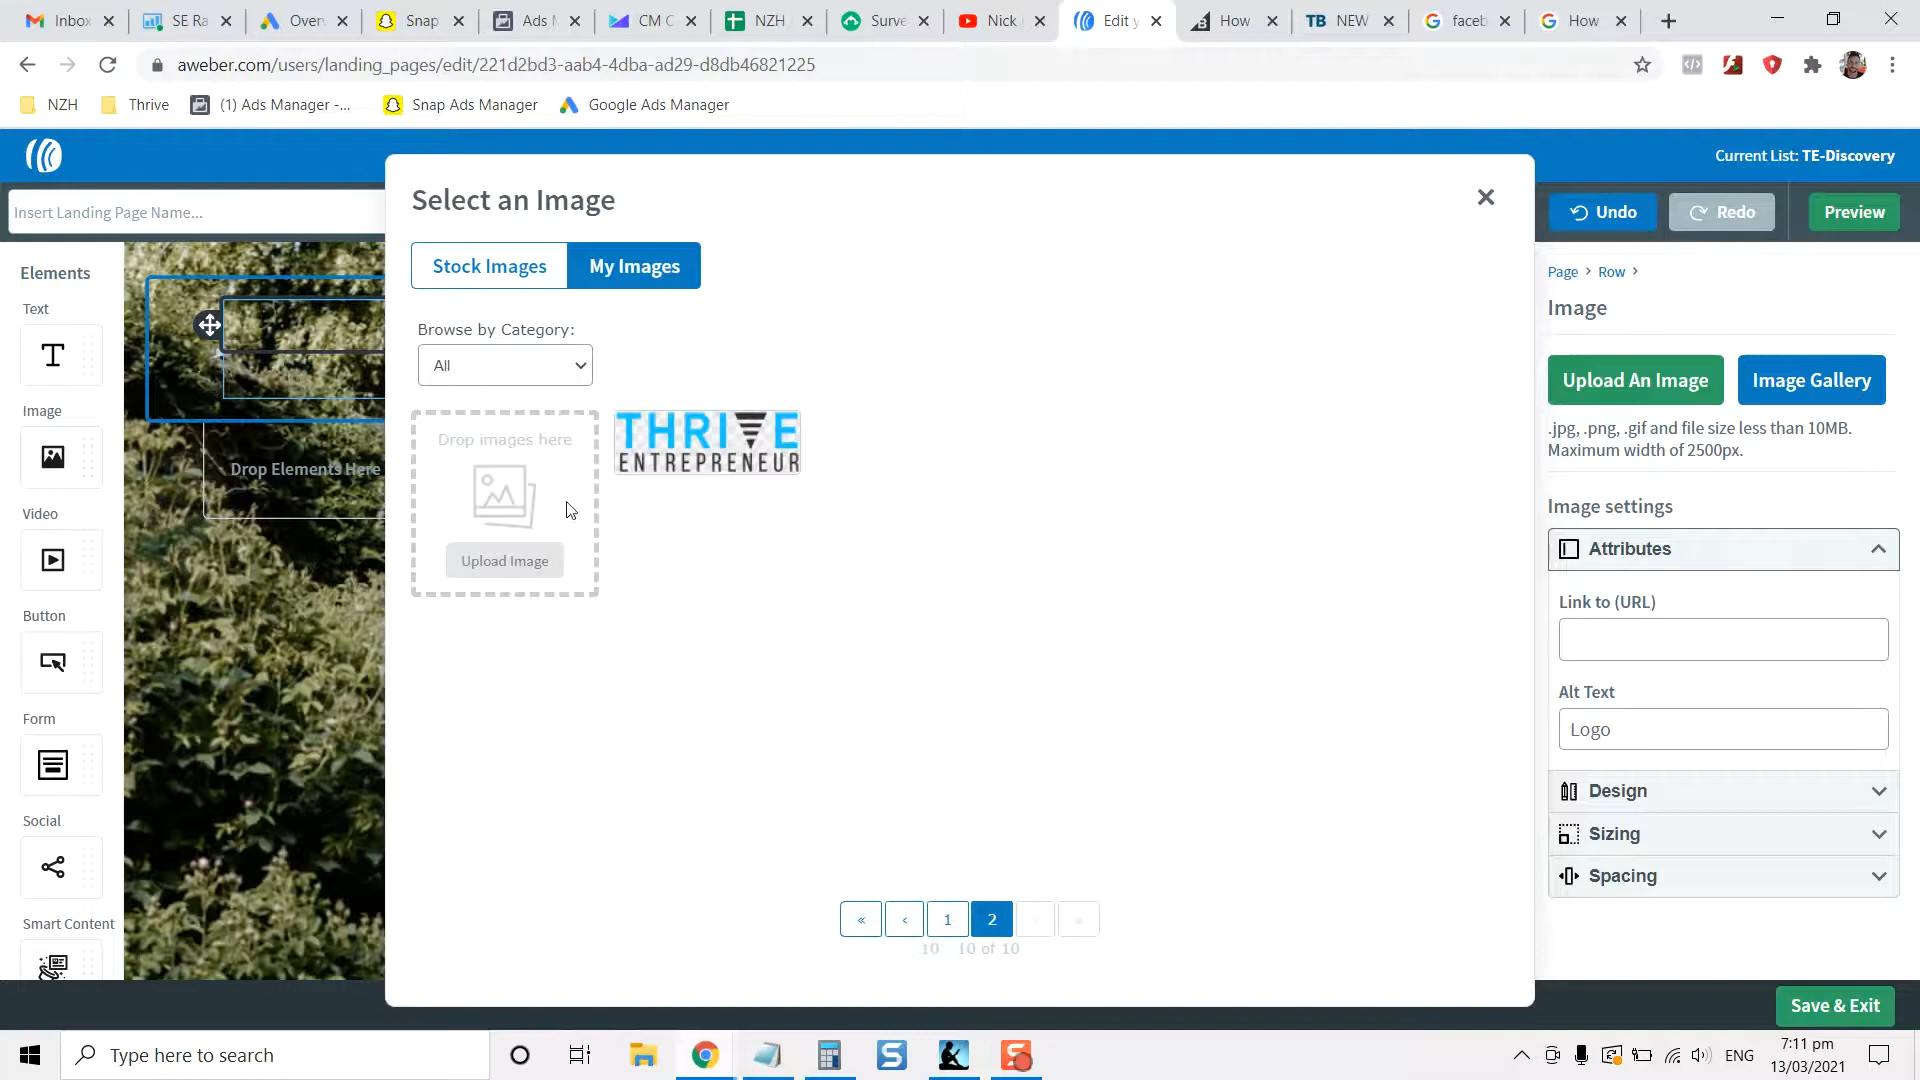 Inbox
SE Ra
Over
Snap
Ads M
CM C
NZH
Surve
Nick
Edit y
How
TB NEW
faceb
How
aweber.com/users/landing_pages/edit/221d2bd3-aab4-4dba-ad29-d8db46821225
NZH
Thrive
(1) Ads Manager -...
Snap Ads Manager
Google Ads Manager
Current List: TE-Discovery
Insert Landing Page Name...
Select an Image
Undo
Redo
Preview
Stock Images
My Images
Elements
Text
Image
Video
Button
Form
Social
Smart Content
Drop Elements Here
Browse by Category:
All
Drop images here
Upload Image
THRIVE
ENTREPRENEUR
« ‹ 1 2 › »
10 10 of 10
Page › Row ›
Image
Upload An Image
Image Gallery
.jpg, .png, .gif and file size less than 10MB.
Maximum width of 2500px.
Image settings
Attributes
Link to (URL)
Alt Text
Logo
Design
Sizing
Spacing
Save & Exit
Type here to search
ENG
7:11 pm
13/03/2021